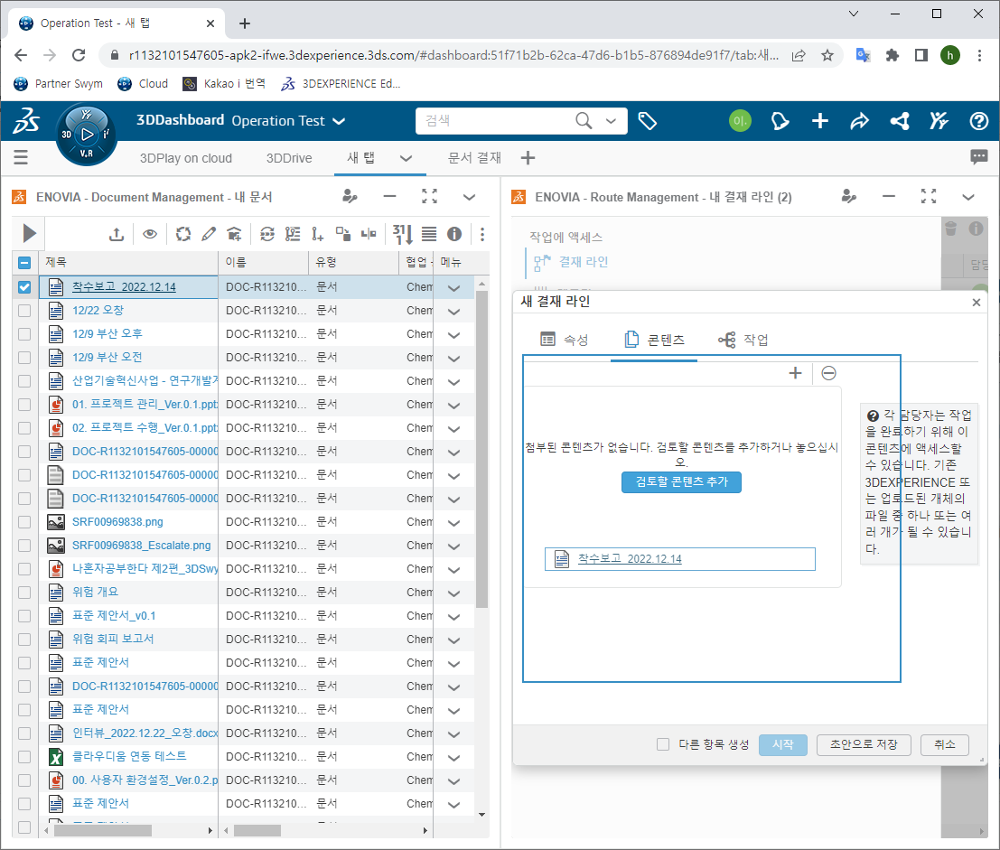 Operation Test - 새 탭
r1132101547605-apk2-ifwe.3dexperience.3ds.com/#dashboard:51f71b2b-62ca-47d6-b1b5-876894de91f7/tab:새...
h
Partner Swym
Cloud
Kakao i 번역
3DEXPERIENCE Ed...
3D
V.R
3DDashboard Operation Test
검색
이.
3DPlay on cloud
3DDrive
새 탭
문서 결재
ENOVIA - Document Management - 내 문서
제목
이름
유형
협업
메뉴
착수보고_2022.12.14 DOC-R113210... 문서 Chem
12/22 오창 DOC-R113210... 문서 Chem
12/9 부산 오후 DOC-R113210... 문서 Chem
12/9 부산 오전 DOC-R113210... 문서 Chem
산업기술혁신사업 - 연구개발 DOC-R113210... 문서 Chem
01. 프로젝트 관리_Ver.0.1.pptx DOC-R113210... 문서 Chem
02. 프로젝트 수행_Ver.0.1.pptx DOC-R113210... 문서 Chem
DOC-R1132101547605-00000 DOC-R113210... 문서 Chem
DOC-R1132101547605-00000 DOC-R113210... 문서 Chem
DOC-R1132101547605-00000 DOC-R113210... 문서 Chem
SRF00969838.png DOC-R113210... 문서 Chem
SRF00969838_Escalate.png DOC-R113210... 문서 Chem
나혼자공부한다 제2편_3DSwy DOC-R113210... 문서 Chem
위험 개요 DOC-R113210... 문서 Chem
표준 제안서_v0.1 DOC-R113210... 문서 Chem
위험 회피 보고서 DOC-R113210... 문서 Chem
표준 제안서 DOC-R113210... 문서 Chem
DOC-R1132101547605-00000 DOC-R113210... 문서 Chem
표준 제안서 DOC-R113210... 문서 Chem
인터뷰_2022.12.22_오창.docx DOC-R113210... 문서 Chem
클라우디움 연동 테스트 DOC-R113210... 문서 Chem
00. 사용자 환경설정_Ver.0.2.p DOC-R113210... 문서 Chem
표준 제안서 DOC-R113210... 문서 Chem
ENOVIA - Route Management - 내 결재 라인 (2)
작업에 액세스
결재 라인
담당
새 결재 라인
속성
콘텐츠
작업
첨부된 콘텐츠가 없습니다. 검토할 콘텐츠를 추가하거나 놓으십시
오.
검토할 콘텐츠 추가
착수보고_2022.12.14
각 담당자는 작업
을 완료하기 위해 이
콘텐츠에 액세스할
수 있습니다. 기존
3DEXPERIENCE 또
는 업로드된 개체의
파일 중 하나 또는 여
러 개가 될 수 있습니
다.
다른 항목 생성
시작
초안으로 저장
취소